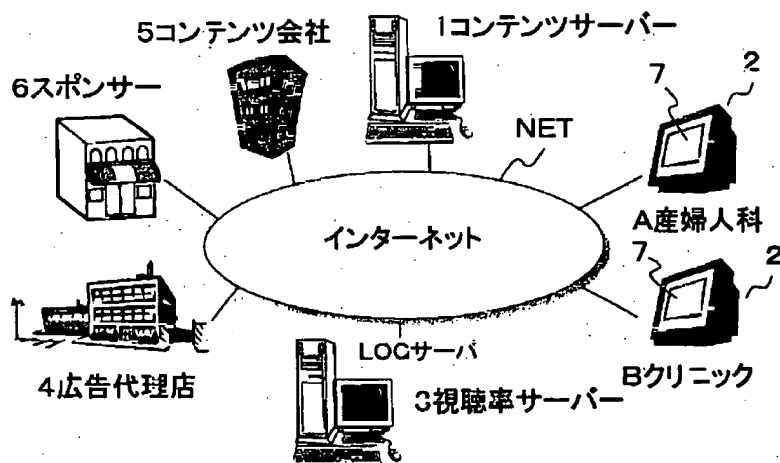 5コンテンツ会社
1コンテンツサーバー
6スポンサー
7
2
NET
A産婦人科
インターネット
7
2
LOGサーバ
Bクリニック
4広告代理店
3視聴率サーバー